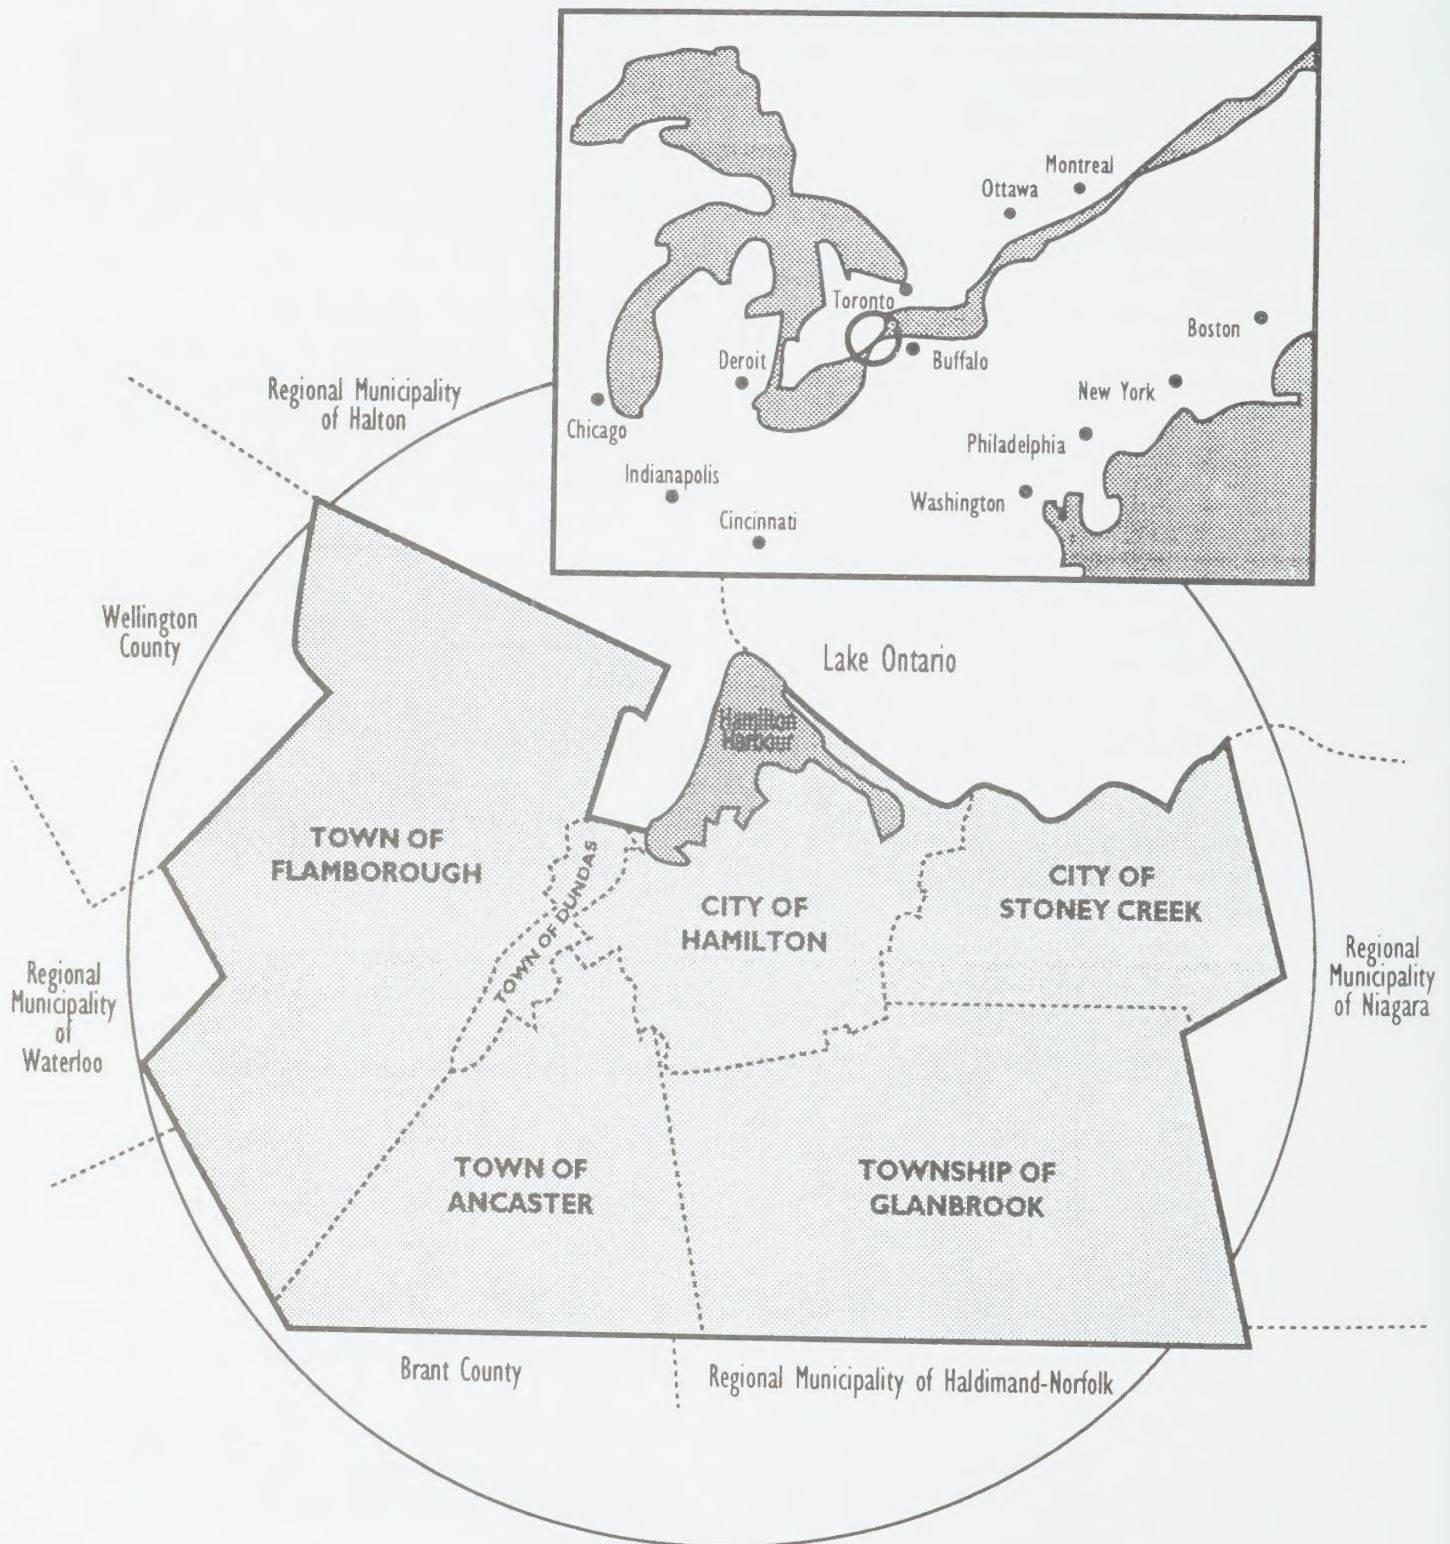 Montreal
Ottawa
Toronto
Boston
Deroit
Buffalo
New York
Chicago
Philadelphia
Indianapolis
Washington
Cincinnati
Regional Municipality
of Halton
Wellington
County
Lake Ontario
Hamilton
Harbour
TOWN OF
FLAMBOROUGH
TOWN OF DUNDAS
CITY OF
HAMILTON
CITY OF
STONEY CREEK
Regional
Municipality
of
Waterloo
Regional
Municipality
of Niagara
TOWN OF
ANCASTER
TOWNSHIP OF
GLANBROOK
Brant County
Regional Municipality of Haldimand-Norfolk